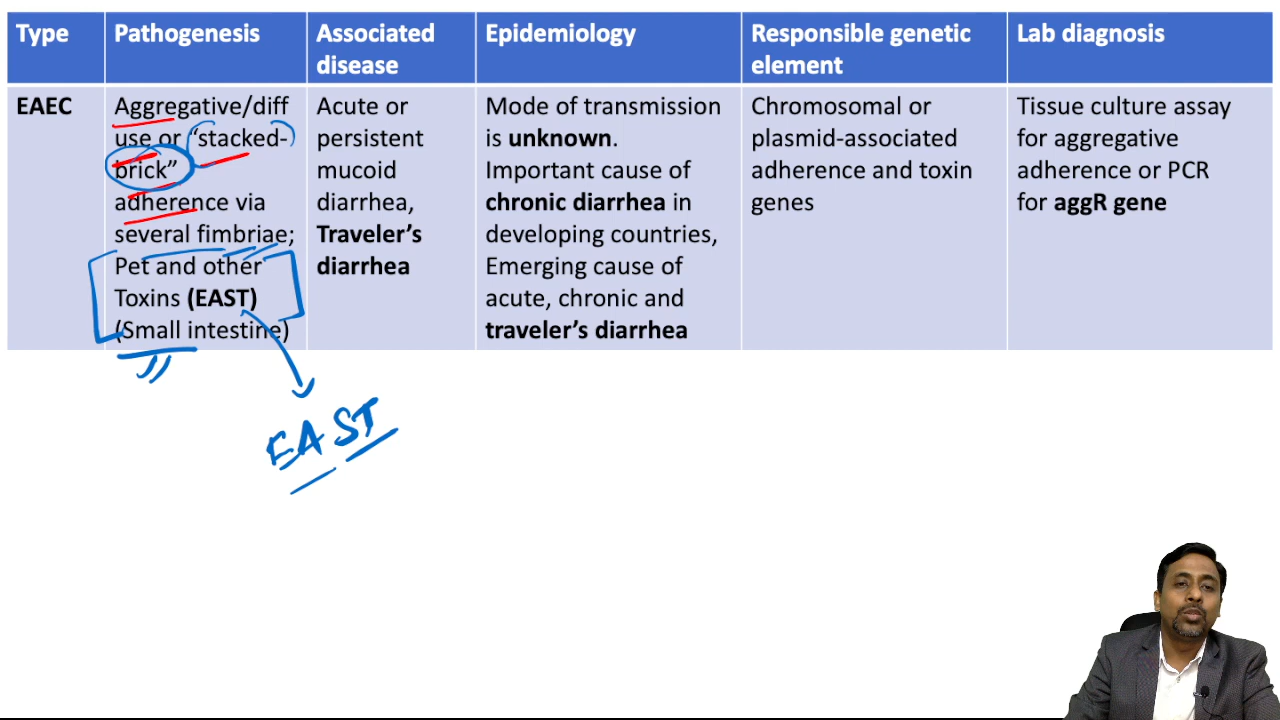 Type
Pathogenesis
Associated
disease
Epidemiology
Responsible genetic
element
Lab diagnosis
EAEC
Aggregative/diff
use or “stacked-
brick”
adherence via
several fimbriae;
Pet and other
Toxins (EAST)
(Small intestine)
Acute or
persistent
mucoid
diarrhea,
Traveler’s
diarrhea
Mode of transmission
is unknown.
Important cause of
chronic diarrhea in
developing countries,
Emerging cause of
acute, chronic and
traveler’s diarrhea
Chromosomal or
plasmid-associated
adherence and toxin
genes
Tissue culture assay
for aggregative
adherence or PCR
for aggR gene
EAST